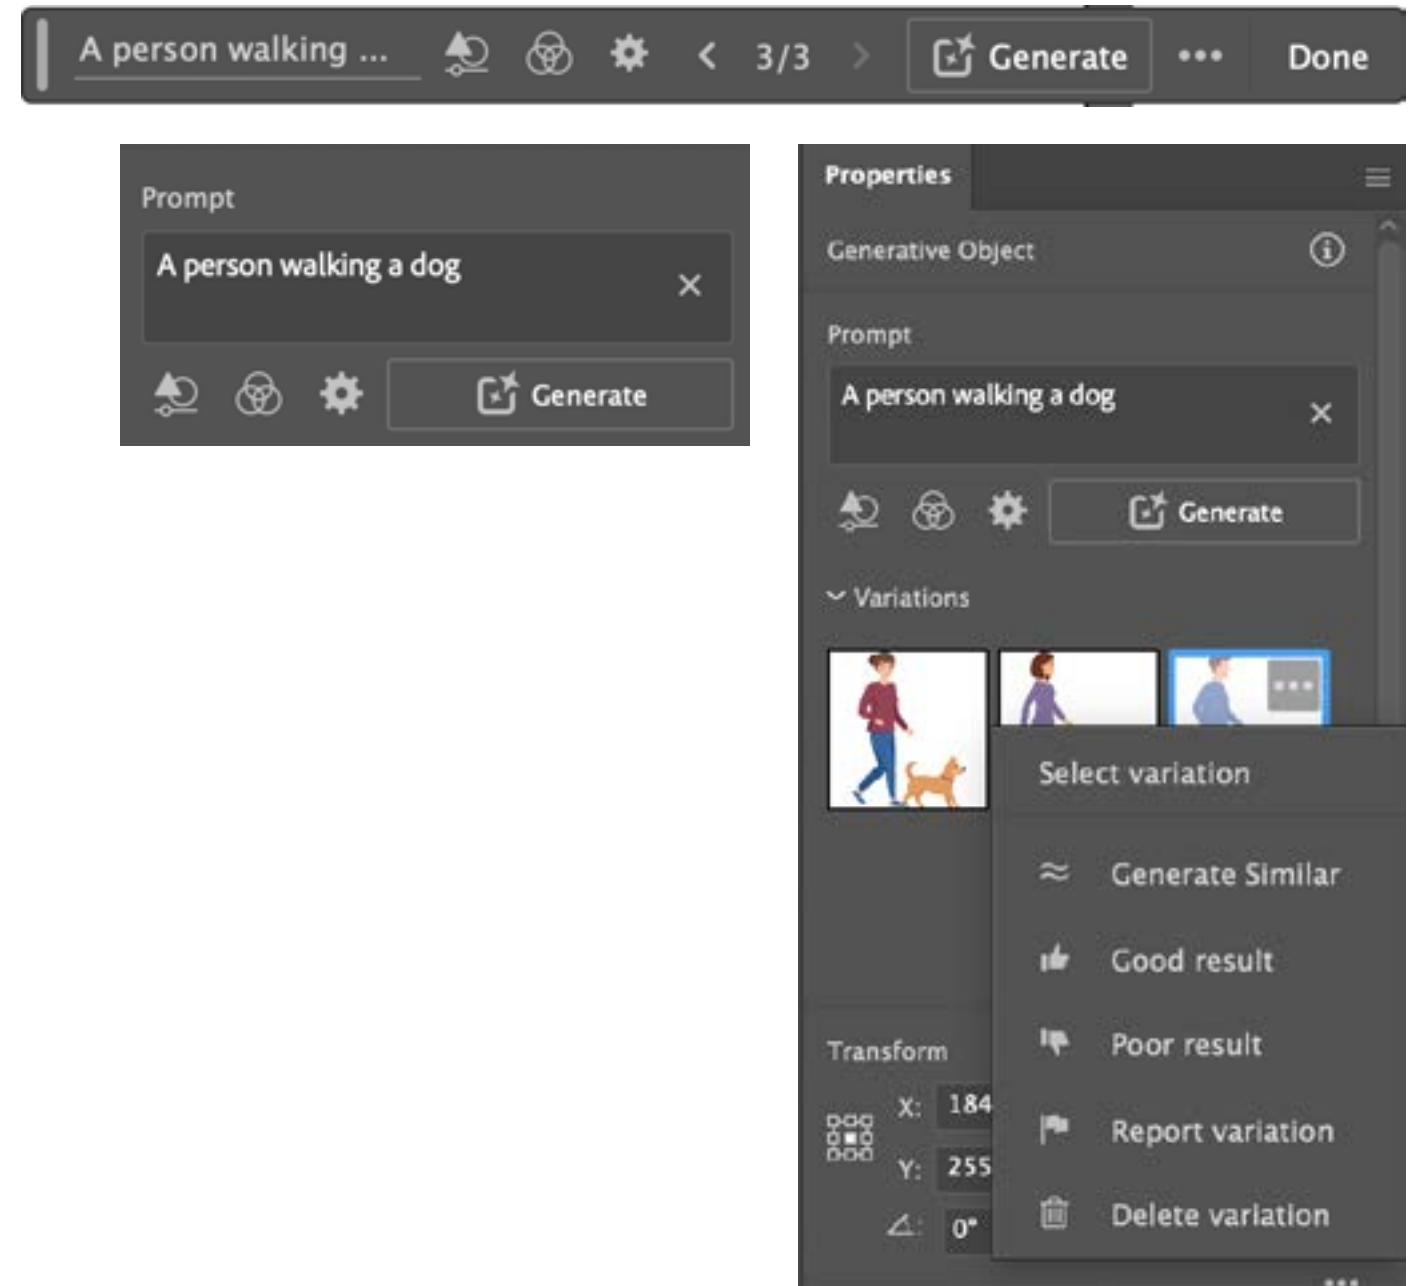 A person walking ...
3/3
Generate
Done
Prompt
A person walking a dog
Generate
Properties
Generative Object
Prompt
A person walking a dog
Generate
Variations
Select variation
Generate Similar
Good result
Poor result
Report variation
Delete variation
Transform
X: 184
Y: 255
0°